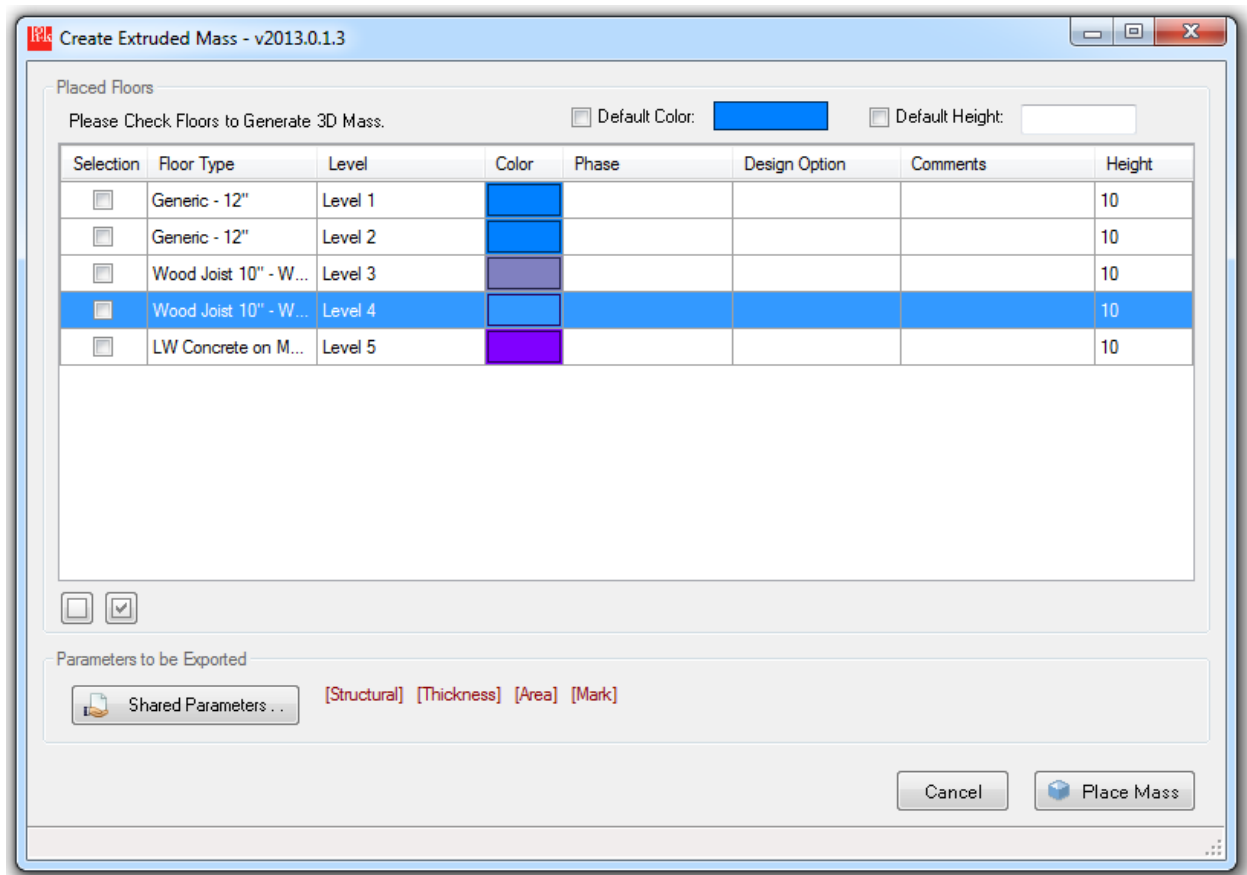 Create Extruded Mass - v2013.0.1.3
Placed Floors
Please Check Floors to Generate 3D Mass. Default Color: Default Height:
Selection Floor Type Level Color Phase Design Option Comments Height
Generic - 12" Level 1 10
Generic - 12" Level 2 10
Wood Joist 10" - W... Level 3 10
Wood Joist 10" - W... Level 4 10
LW Concrete on M... Level 5 10
Parameters to be Exported
Shared Parameters . . [Structural] [Thickness] [Area] [Mark]
Cancel Place Mass